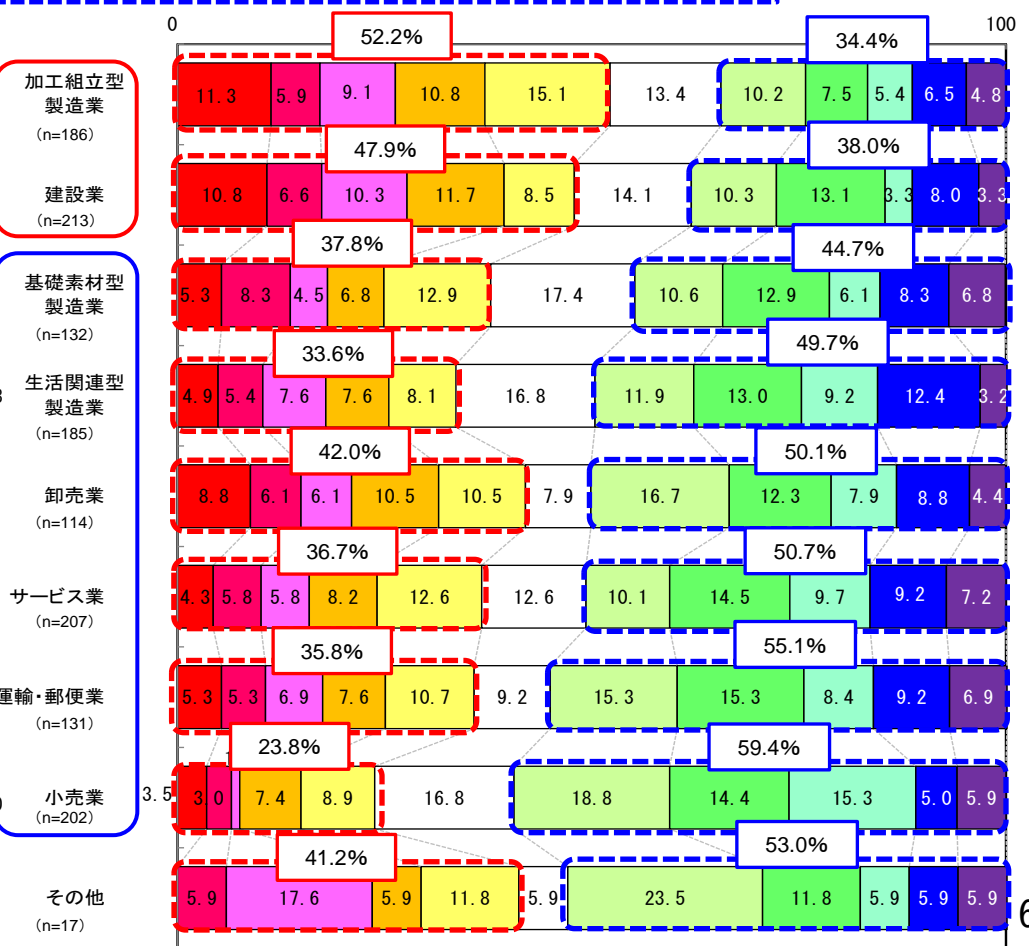 0 100
52.2% 34.4%
加工組立型
製造業
(n=186)
11.3 5.9 9.1 10.8 15.1 13.4 10.2 7.5 5.4 6.5 4.8
47.9% 38.0%
建設業
(n=213)
10.8 6.6 10.3 11.7 8.5 14.1 10.3 13.1 3.3 8.0 3.3
37.8% 44.7%
基礎素材型
製造業
(n=132)
5.3 8.3 4.5 6.8 12.9 17.4 10.6 12.9 6.1 8.3 6.8
33.6% 49.7%
生活関連型
製造業
(n=185)
4.9 5.4 7.6 7.6 8.1 16.8 11.9 13.0 9.2 12.4 3.2
42.0% 50.1%
卸売業
(n=114)
8.8 6.1 6.1 10.5 10.5 7.9 16.7 12.3 7.9 8.8 4.4
36.7% 50.7%
サービス業
(n=207)
4.3 5.8 5.8 8.2 12.6 12.6 10.1 14.5 9.7 9.2 7.2
35.8% 55.1%
運輸・郵便業
(n=131)
5.3 5.3 6.9 7.6 10.7 9.2 15.3 15.3 8.4 9.2 6.9
23.8% 59.4%
小売業
(n=202)
3.5 3.0 7.4 8.9 16.8 18.8 14.4 15.3 5.0 5.9
41.2% 53.0%
その他
(n=17)
5.9 17.6 5.9 11.8 5.9 23.5 11.8 5.9 5.9 5.9
6